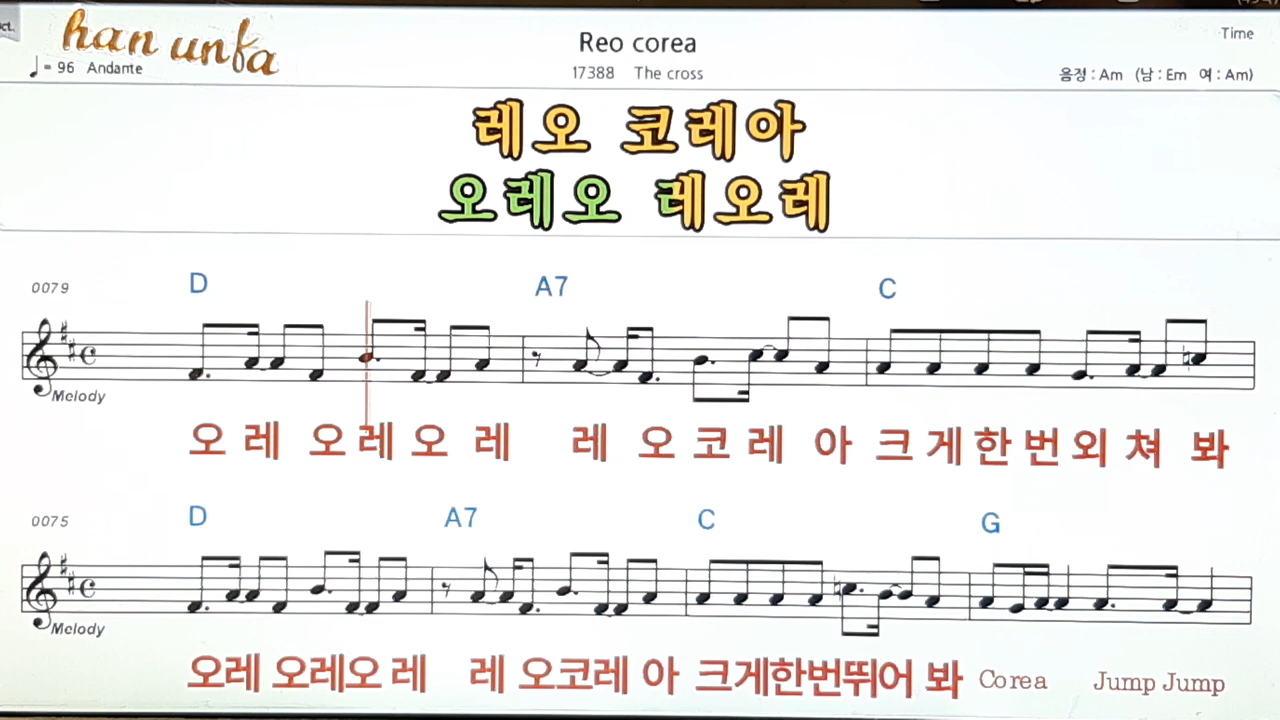 ct.
han unfa
Reo corea
Time
♩= 96 Andante
17388 The cross
음정 : Am (남 : Em 여 : Am)
레오 코레아
오레오 레오레
0079
D A7 C
Melody
오 레 오 레 오 레 레 오 코 레 아 크 게 한 번 외 쳐 봐
0075
D A7 C G
Melody
오레 오레오 레 레 오코레 아 크게한번뛰어 봐 Corea Jump Jump